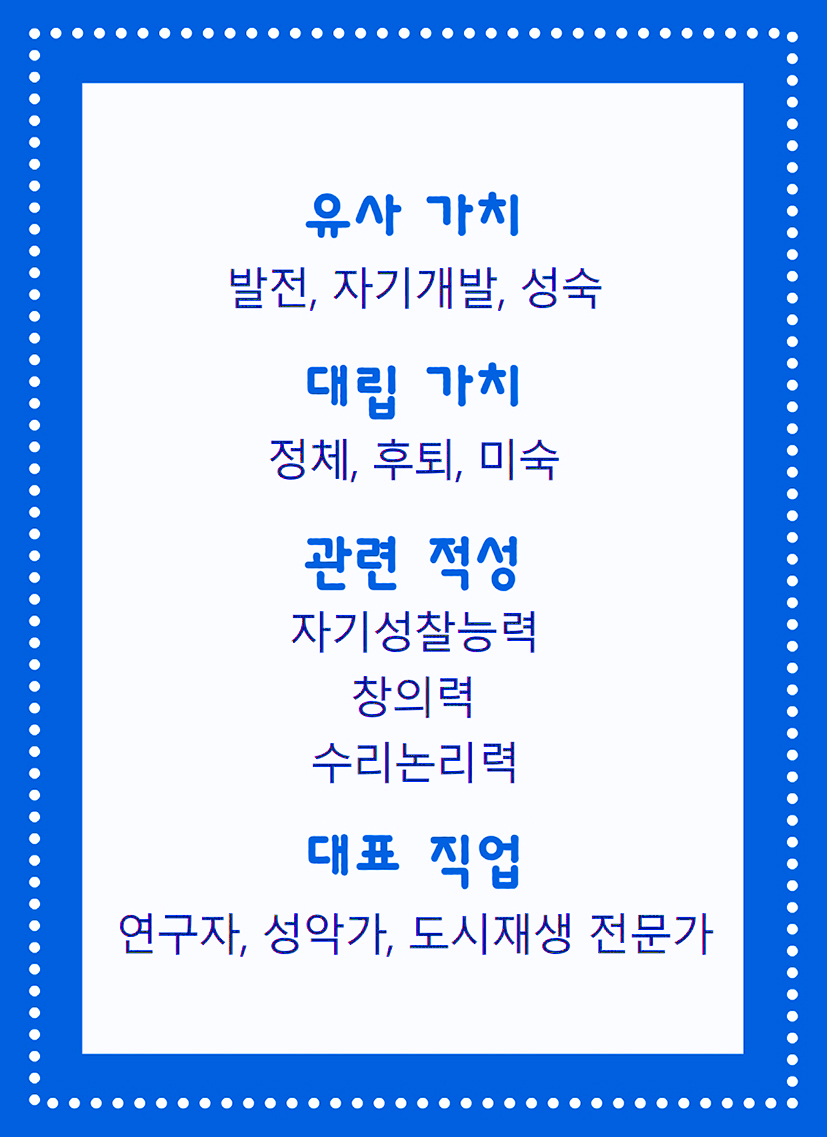 유사 가치
발전, 자기개발, 성숙
대립 가치
정체, 후퇴, 미숙
관련 적성
자기성찰능력
창의력
수리논리력
대표 직업
연구자, 성악가, 도시재생 전문가